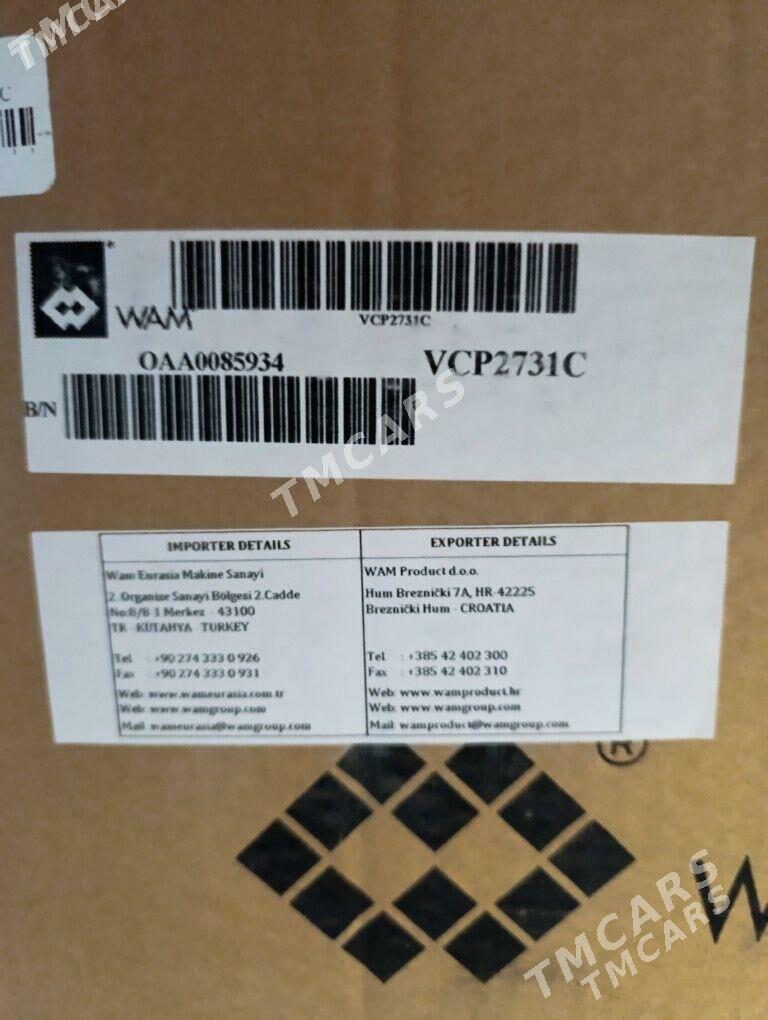 TMCARS
C
WAM
VCP2731C
OAA0085934
VCP2731C
B/N
TMCARS
IMPORTER DETAILS
Wam Eurasia Makine Sanayi
2. Organize Sanayi Bölgesi 2.Cadde
No:8/8-1 Merkez - 43100
TR - KÜTAHYA - TURKEY
Tel : +90 274 333 0 926
Fax : +90 274 333 0 931
Web: www.wameurasia.com.tr
Web: www.wamgroup.com
Mail: wameurasia@wamgroup.com
EXPORTER DETAILS
WAM Product d.o.o.
Hum Breznički 7A, HR-42225
Breznički Hum - CROATIA
Tel : +385 42 402 300
Fax : +385 42 402 310
Web: www.wamproduct.hr
Web: www.wamgroup.com
Mail: wamproduct@wamgroup.com
®
TMCARS
TMCARS